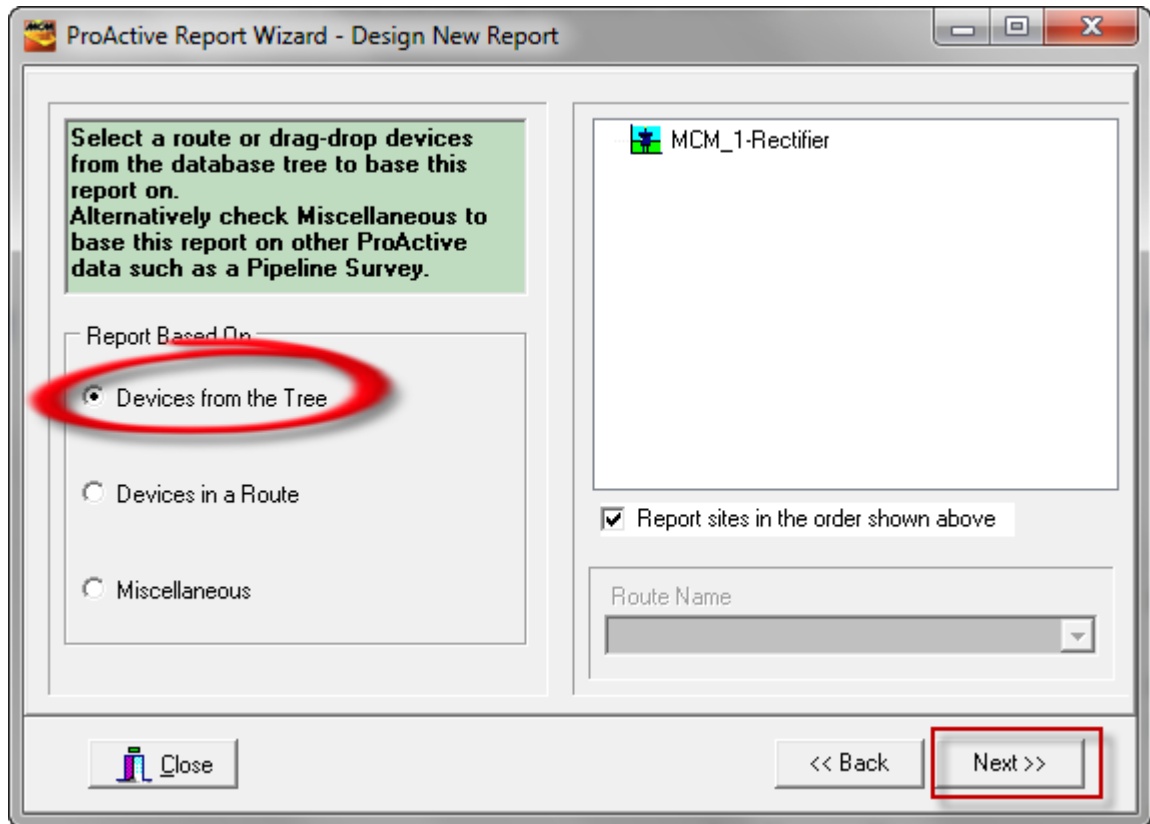 MCM
ProActive Report Wizard - Design New Report
Select a route or drag-drop devices
from the database tree to base this
report on.
Alternatively check Miscellaneous to
base this report on other ProActive
data such as a Pipeline Survey.
Report Based On
Devices from the Tree
Devices in a Route
Miscellaneous
MCM_1-Rectifier
Report sites in the order shown above
Route Name
Close
<< Back
Next >>